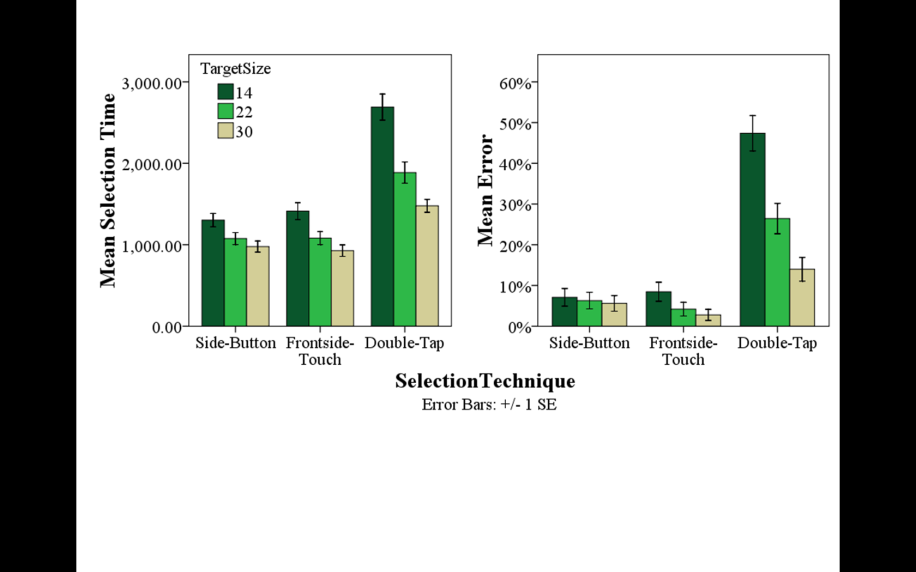 TargetSize
14
22
30
Mean Selection Time
3,000.00
2,000.00
1,000.00
0.00
Side-Button
Frontside-
Touch
Double-Tap
Mean Error
60%
50%
40%
30%
20%
10%
0%
Side-Button
Frontside-
Touch
Double-Tap
SelectionTechnique
Error Bars: +/- 1 SE